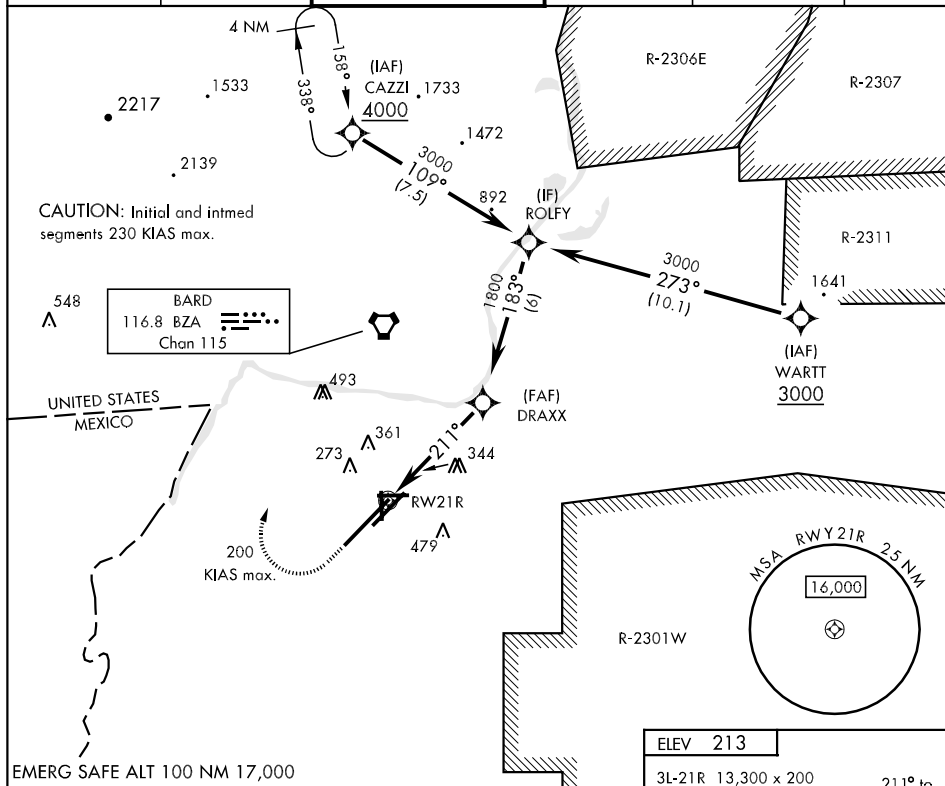 4 NM
158°
338°
(IAF)
CAZZI
4000
1533
1733
2217
1472
2139
3000
109°
(7.5)
892
(IF)
ROLFY
R-2306E
R-2307
R-2311
CAUTION: Initial and intmed
segments 230 KIAS max.
3000
273°
(10.1)
1641
1800
183°
(6)
548
BARD
116.8 BZA
Chan 115
(IAF)
WARTT
3000
493
UNITED STATES
MEXICO
(FAF)
DRAXX
361
273
211°
344
RW21R
479
200
KIAS max.
MSA RWY 21R 25 NM
16,000
R-2301W
ELEV 213
EMERG SAFE ALT 100 NM 17,000
3L-21R 13,300 x 200
211° to